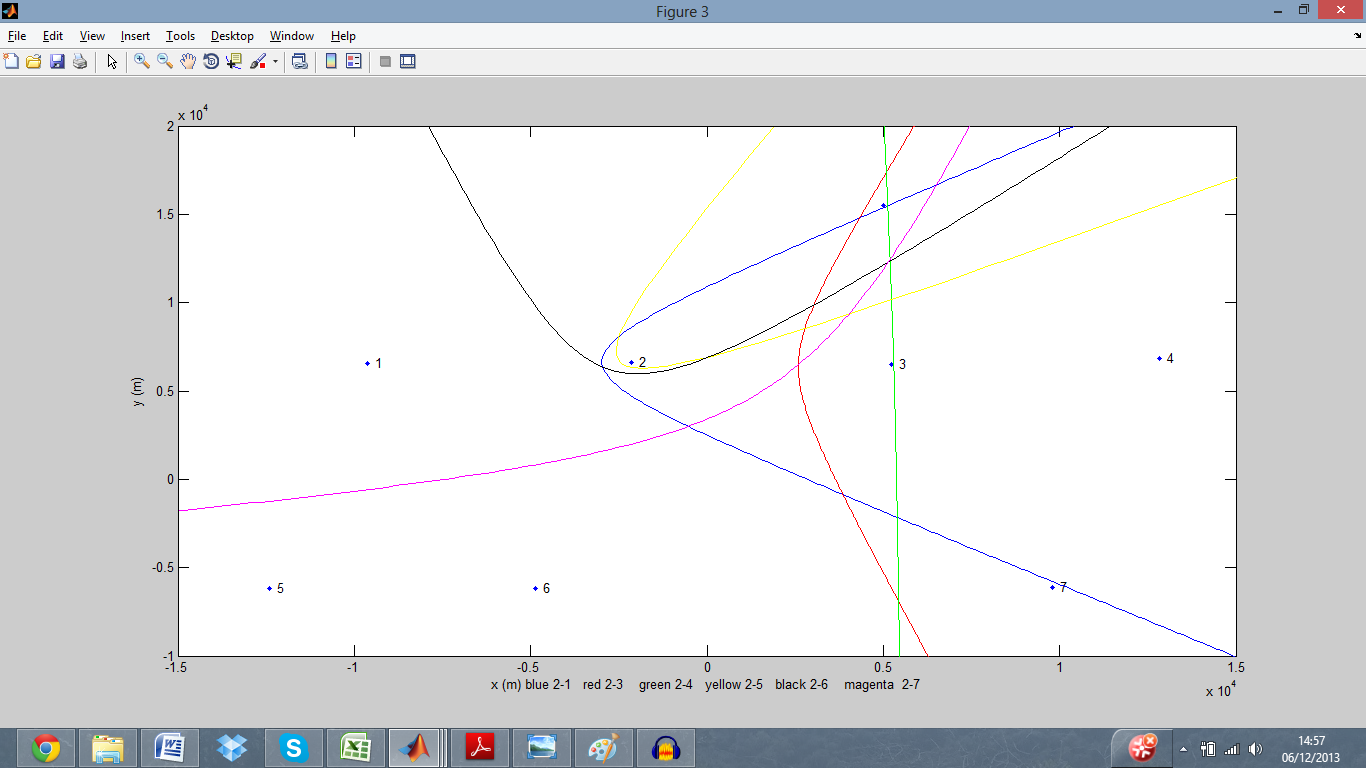 Figure 3
File Edit View Insert Tools Desktop Window Help
x 10^4
2
1.5
1
0.5
0
-0.5
-1
y (m)
1
2
3
4
5
6
7
-1.5 -1 -0.5 0 0.5 1 1.5
x (m) blue 2-1 red 2-3 green 2-4 yellow 2-5 black 2-6 magenta 2-7
x 10^4
14:57
06/12/2013